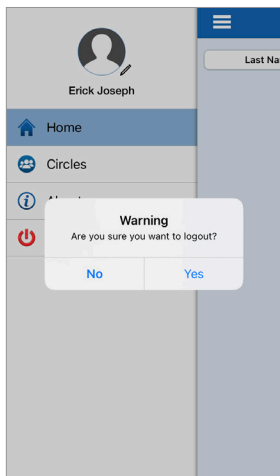 Erick Joseph
Last Na
Home
Circles
Warning
Are you sure you want to logout?
No
Yes